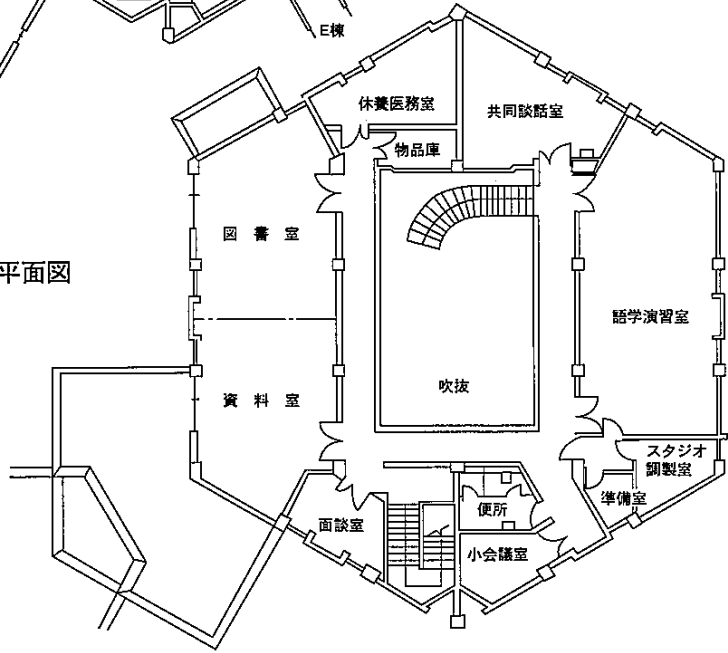 E棟
休養医務室
共同談話室
物品庫
図書室
平面図
語学演習室
吹抜
資料室
スタジオ
調製室
準備室
面談室
便所
小会議室